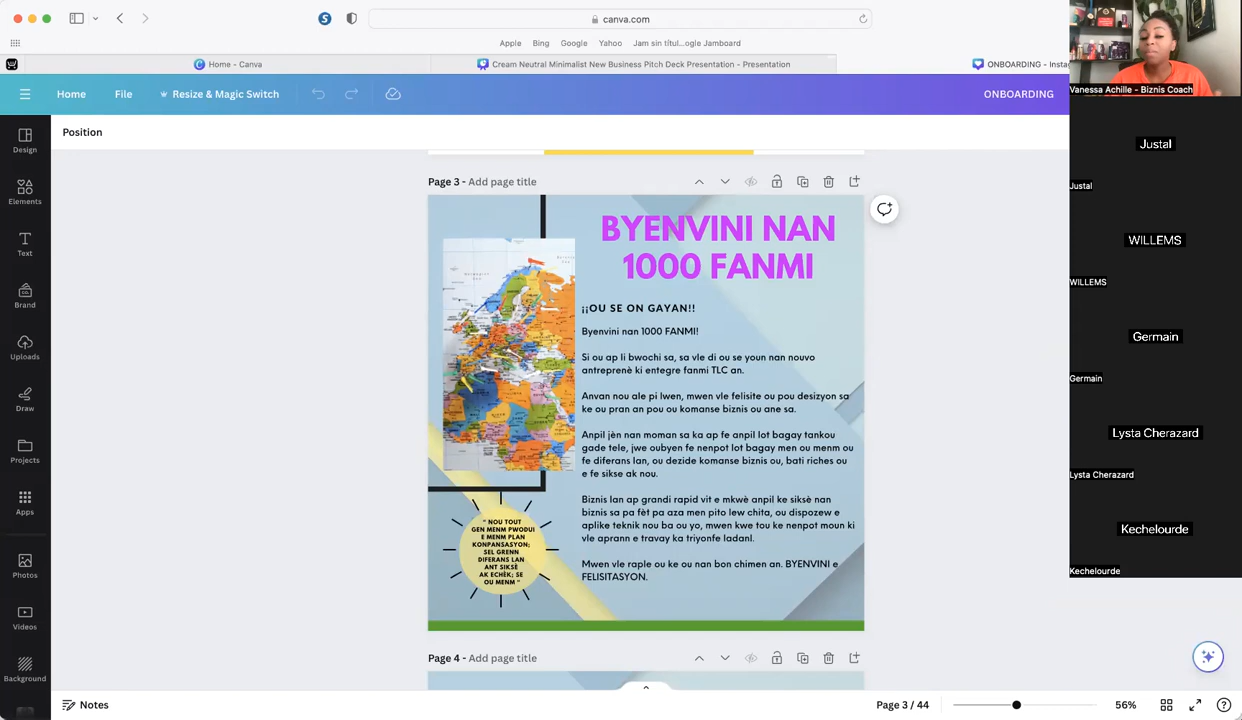 canva.com
Apple Bing Google Yahoo Jam sin títul...ogle Jamboard
Home - Canva
Cream Neutral Minimalist New Business Pitch Deck Presentation - Presentation
ONBOARDING - Insta
Home File Resize & Magic Switch
ONBOARDING
Position
Design
Elements
Text
Brand
Uploads
Draw
Projects
Apps
Photos
Videos
Background
Page 3 - Add page title
BYENVINI NAN
1000 FANMI
¡¡OU SE ON GAYAN!!
Byenvini nan 1000 FANMI!
Si ou ap li bwochi sa, sa vle di ou se youn nan nouvo
antreprenè ki entegre fanmi TLC an.
Anvan nou ale pi lwen, mwen vle felisite ou pou desizyon sa
ke ou pran an pou ou komanse biznis ou ane sa.
Anpil jèn nan moman sa ka ap fe anpil lot bagay tankou
gade tele, jwe oubyen fe nenpot lot bagay men ou menm ou
fe diferans lan, ou dezide komanse biznis ou, bati riches ou
e fe sikse ak nou.
Biznis lan ap grandi rapid vit e mkwè anpil ke siksè nan
biznis sa pa fèt pa aza men pito lew chita, ou dispozew e
aplike teknik nou ba ou yo, mwen kwe tou ke nenpot moun ki
vle aprann e travay ka triyonfe ladanl.
Mwen vle raple ou ke ou nan bon chimen an. BYENVINI e
FELISITASYON.
" NOU TOUT
GEN MENM PWODUI
E MENM PLAN
KONPANSASYON;
SEL GRENN
DIFERANS LAN
ANT SIKSÈ
AK ECHÈK; SE
OU MENM "
Page 4 - Add page title
Notes
Page 3 / 44
56%
Vanessa Achille - Biznis Coach
Justal
Justal
WILLEMS
WILLEMS
Germain
Germain
Lysta Cherazard
Lysta Cherazard
Kechelourde
Kechelourde